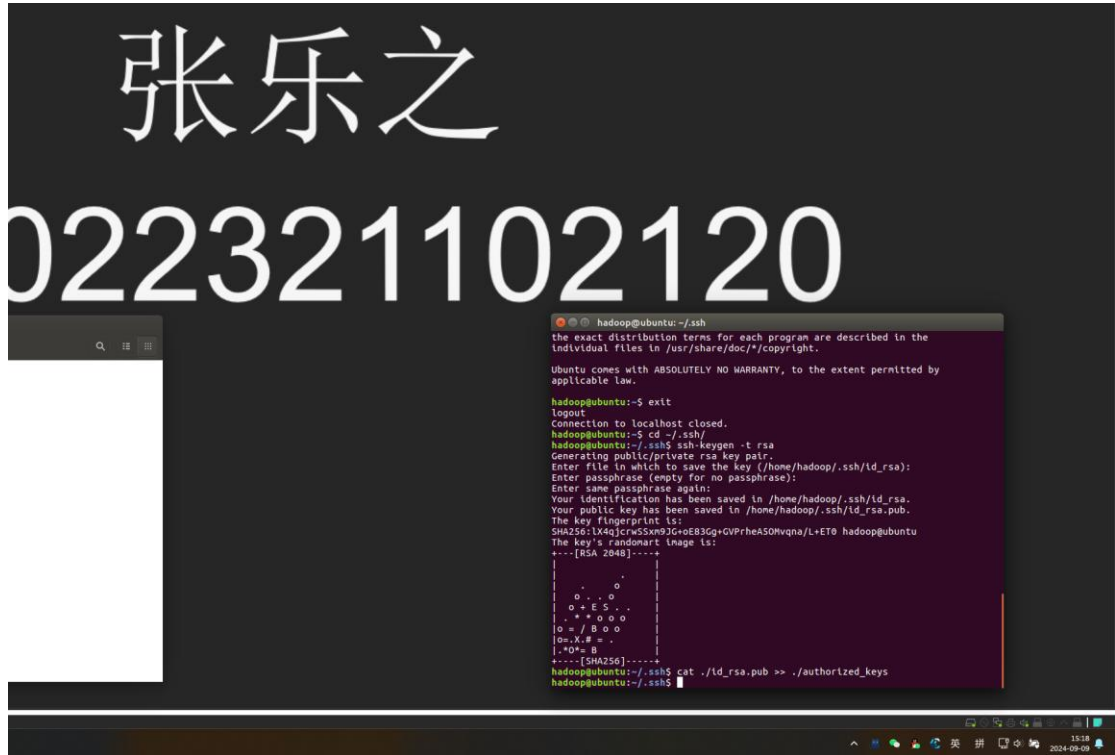 张乐之
022321102120
hadoop@ubuntu: ~/.ssh
the exact distribution terms for each program are described in the
individual files in /usr/share/doc/*/copyright.
Ubuntu comes with ABSOLUTELY NO WARRANTY, to the extent permitted by
applicable law.
hadoop@ubuntu:~$ exit
logout
Connection to localhost closed.
hadoop@ubuntu:~$ cd ~/.ssh/
hadoop@ubuntu:~/.ssh$ ssh-keygen -t rsa
Generating public/private rsa key pair.
Enter file in which to save the key (/home/hadoop/.ssh/id_rsa):
Enter passphrase (empty for no passphrase):
Enter same passphrase again:
Your identification has been saved in /home/hadoop/.ssh/id_rsa.
Your public key has been saved in /home/hadoop/.ssh/id_rsa.pub.
The key fingerprint is:
SHA256:lX4qjcrwSSxm9JG+oE83Gg+GVPrheASOMvqna/L+ET0 hadoop@ubuntu
The key's randomart image is:
+---[RSA 2048]----+
|                 |
|         .       |
|    .   o        |
|   o . . o       |
|  o + E S . .    |
| . * * o o o     |
|o = / B o o      |
|o=.X.# = .       |
|.*O*= B          |
+----[SHA256]-----+
hadoop@ubuntu:~/.ssh$ cat ./id_rsa.pub >> ./authorized_keys
hadoop@ubuntu:~/.ssh$
英 拼 15:18
2024-09-09